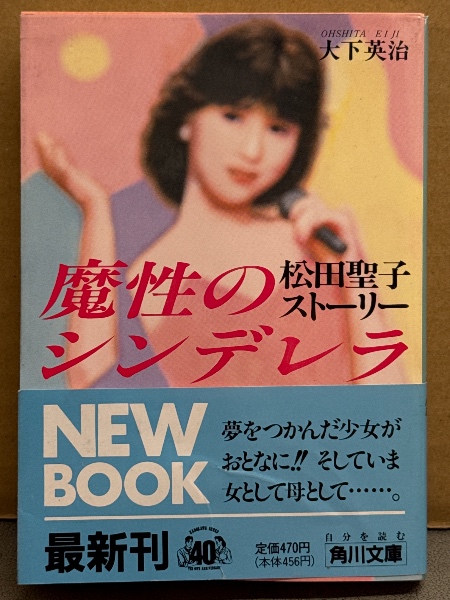 OHSHITA EIJI
大下英治
魔性の
シンデレラ
松田聖子
ストーリー
NEW
BOOK
夢をつかんだ少女が
おとなに!! そしていま
女として母として……。
最新刊
40
定価470円
(本体456円)
自分を読む
角川文庫